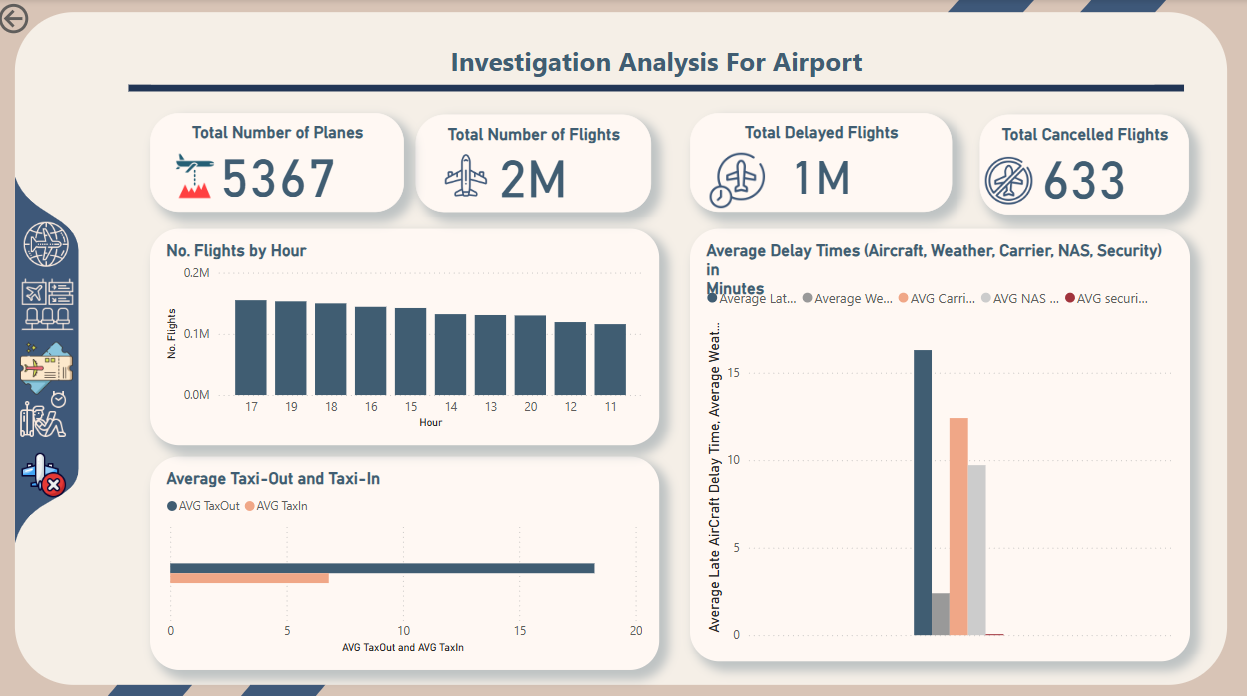 Investigation Analysis For Airport
Total Number of Planes
5367
Total Number of Flights
2M
Total Delayed Flights
1M
Total Cancelled Flights
633
No. Flights by Hour
No. Flights
0.2M
0.1M
0.0M
17 19 18 16 15 14 13 20 12 11
Hour
Average Taxi-Out and Taxi-In
AVG TaxOut AVG TaxIn
0 5 10 15 20
AVG TaxOut and AVG TaxIn
Average Delay Times (Aircraft, Weather, Carrier, NAS, Security)
in
Minutes
Average Lat... Average We... AVG Carri... AVG NAS ... AVG securi...
Average Late AirCraft Delay Time, Average Weat...
15
10
5
0